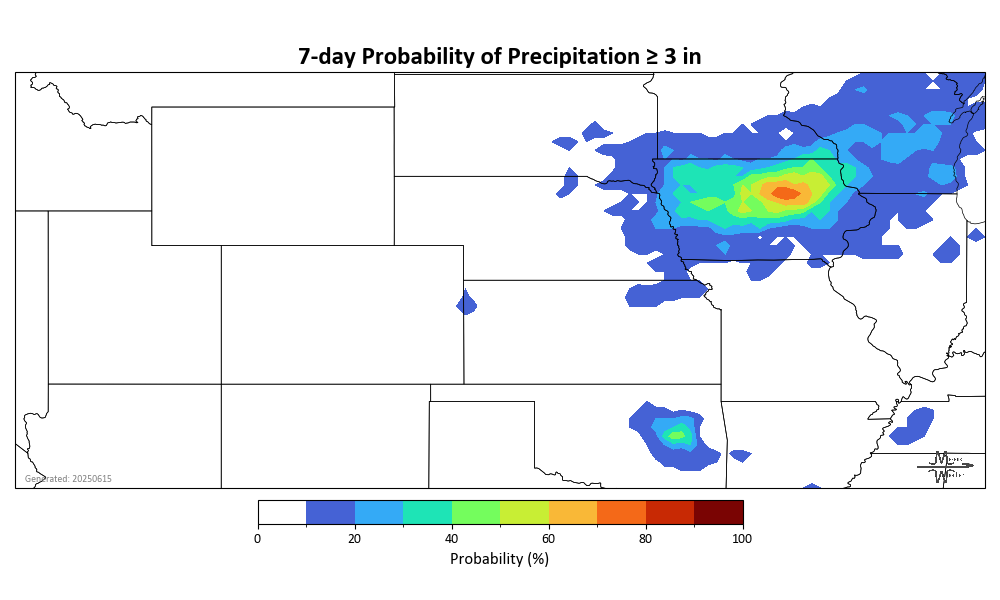 7-day Probability of Precipitation ≥ 3 in
Generated: 20250615
0 20 40 60 80 100
Probability (%)